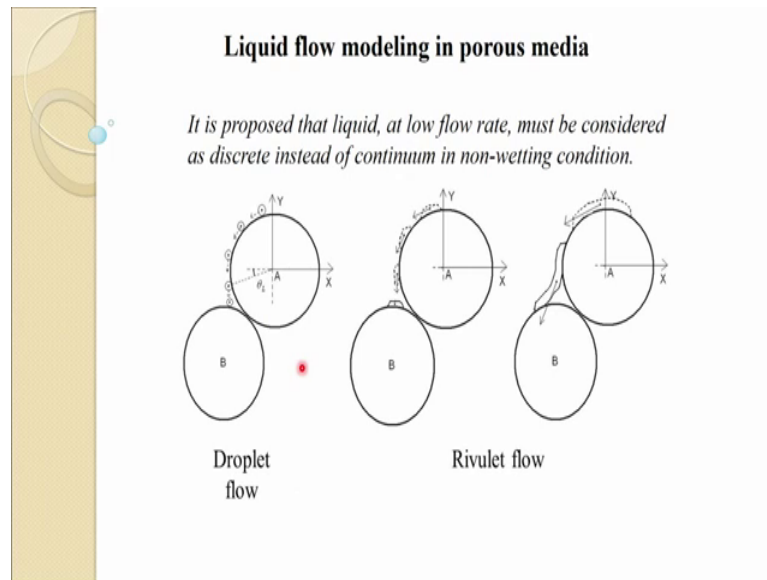 Liquid flow modeling in porous media
It is proposed that liquid, at low flow rate, must be considered
as discrete instead of continuum in non-wetting condition.
Y
A
X
θ
B
Y
A
X
B
Y
A
X
B
Droplet
flow
Rivulet flow